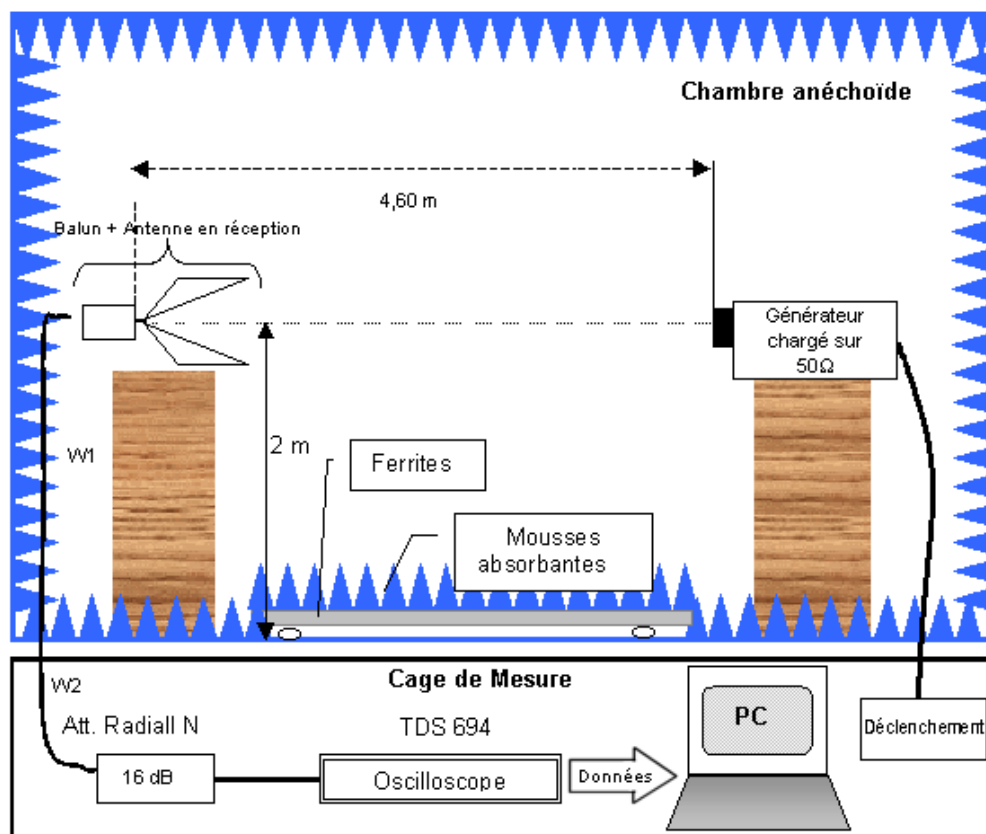 Chambre anéchoïde
4,60 m
Balun + Antenne en réception
Générateur
chargé sur
50Ω
W1
2 m
Ferrites
Mousses
absorbantes
W2
Cage de Mesure
Att. Radiall N
TDS 694
PC
Déclenchement
16 dB
Oscilloscope
Données